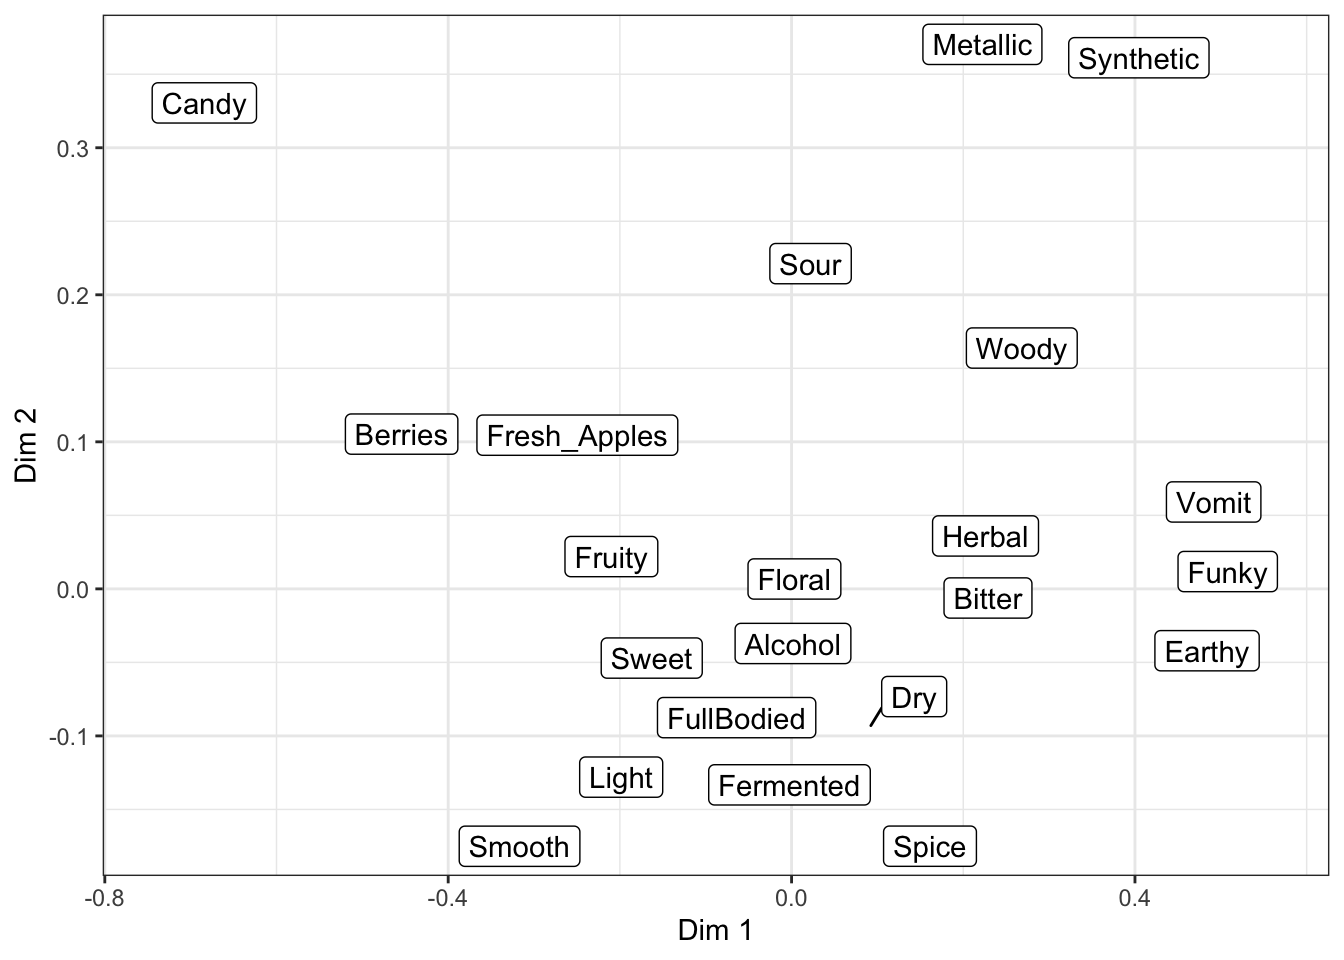 Metallic
Synthetic
Candy
0.3
Sour
0.2
Woody
Berries
Fresh_Apples
0.1
Dim 2
Vomit
Herbal
Fruity
Funky
Floral
0.0
Bitter
Alcohol
Earthy
Sweet
Dry
FullBodied
-0.1
Light
Fermented
Smooth
Spice
-0.8
-0.4
0.0
0.4
Dim 1